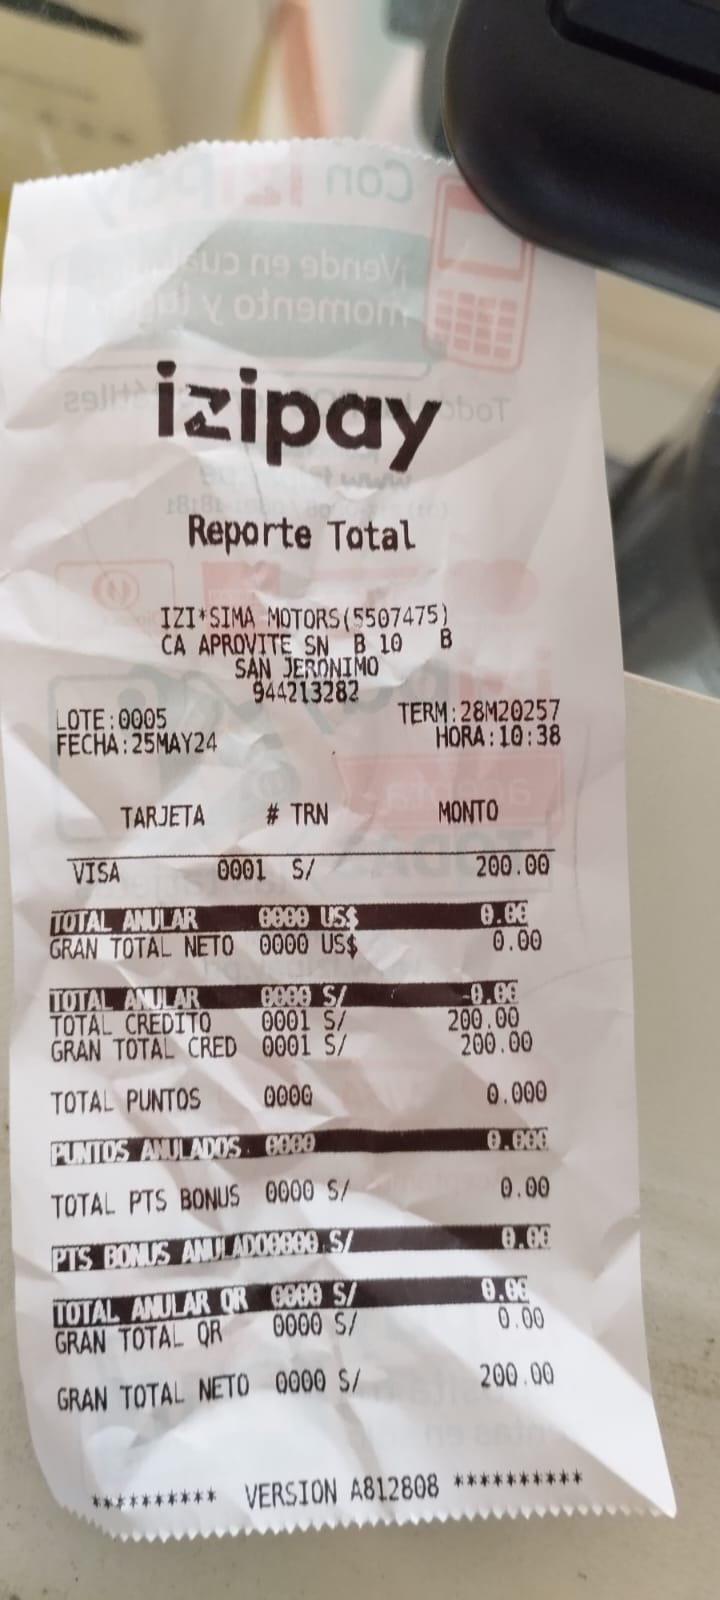 izipay
Reporte Total
IZI*SIMA MOTORS(5507475)
CA APROVITE SN B 10 B
SAN JERONIMO
944213282
LOTE:0005 TERM:28M20257
FECHA:25MAY24 HORA:10:38
TARJETA # TRN MONTO
VISA 0001 S/ 200.00
TOTAL ANULAR 0000 US$ 0.00
GRAN TOTAL NETO 0000 US$ 0.00
TOTAL ANULAR 0000 S/ -0.00
TOTAL CREDITO 0001 S/ 200.00
GRAN TOTAL CRED 0001 S/ 200.00
TOTAL PUNTOS 0000 0.000
PUNTOS ANULADOS 0000 0.000
TOTAL PTS BONUS 0000 S/ 0.00
PTS BONUS ANULADO0000 S/ 0.00
TOTAL ANULAR QR 0000 S/ 0.00
GRAN TOTAL QR 0000 S/ 0.00
GRAN TOTAL NETO 0000 S/ 200.00
********** VERSION A812808 **********